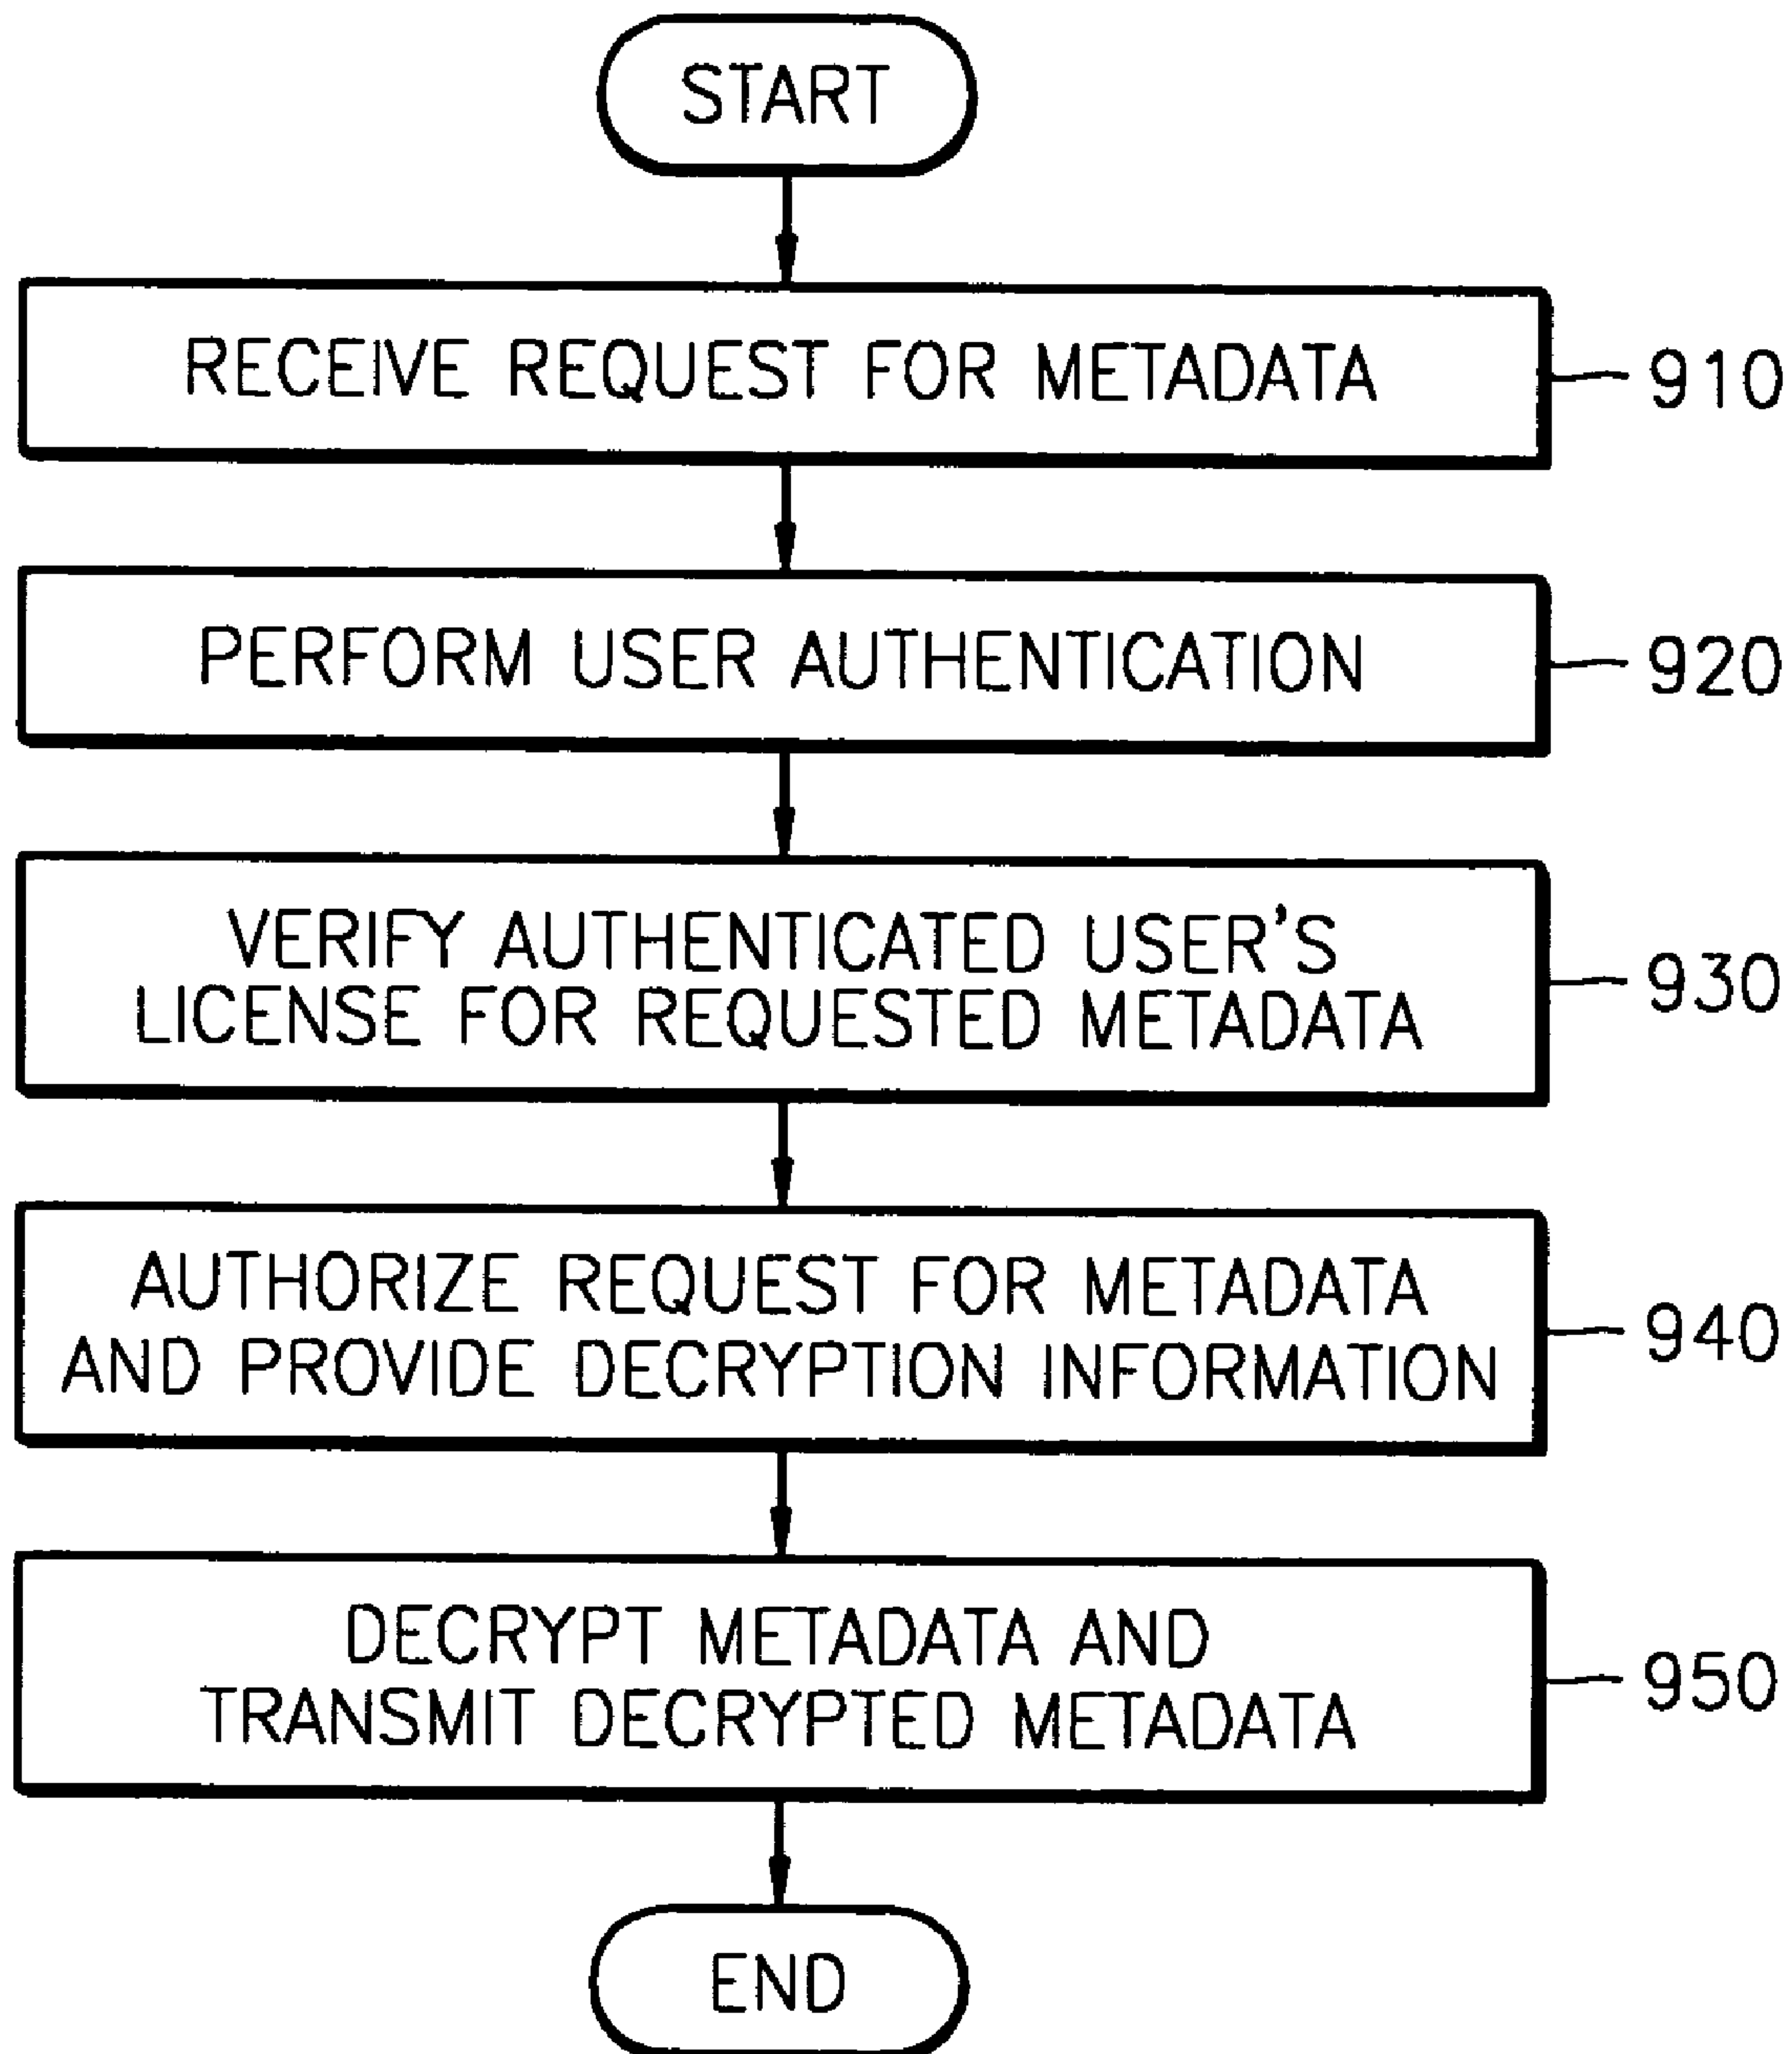 START
RECEIVE REQUEST FOR METADATA
910
PERFORM USER AUTHENTICATION
920
VERIFY AUTHENTICATED USER'S
LICENSE FOR REQUESTED METADATA
930
AUTHORIZE REQUEST FOR METADATA
AND PROVIDE DECRYPTION INFORMATION
940
DECRYPT METADATA AND
TRANSMIT DECRYPTED METADATA
950
END